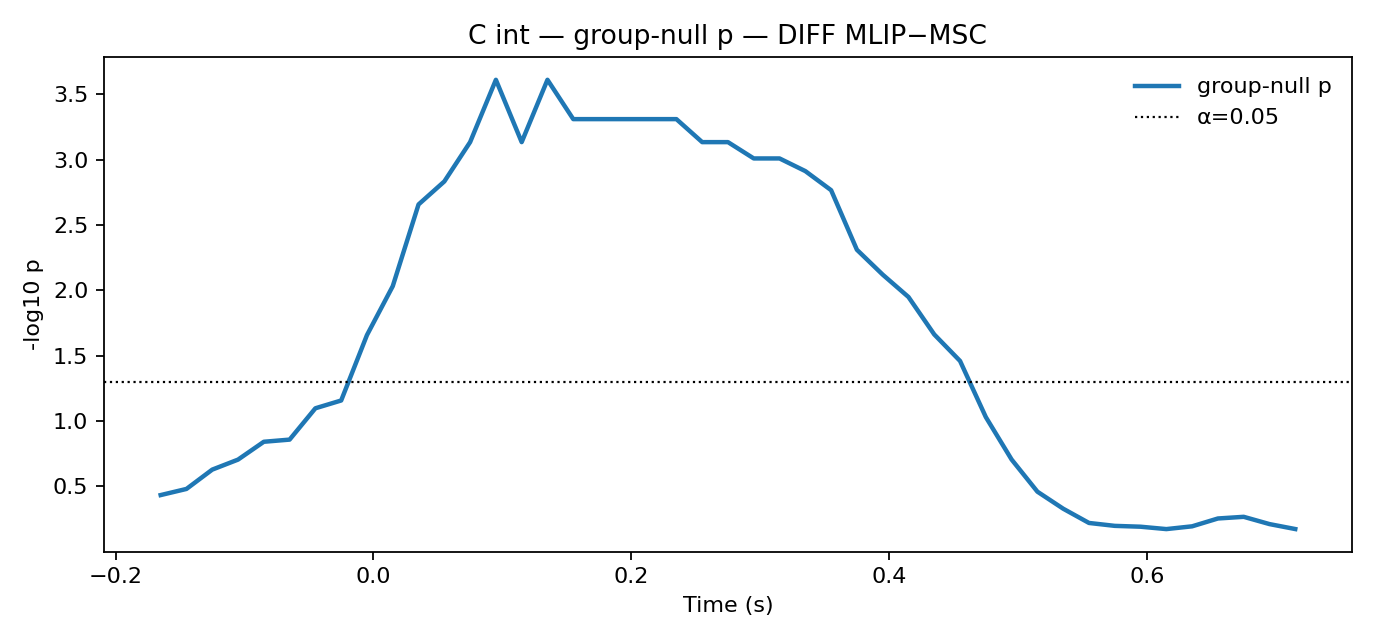 C int — group-null p — DIFF MLIP−MSC
-log10 p
3.5
3.0
2.5
2.0
1.5
1.0
0.5
group-null p
α=0.05
−0.2
0.0
0.2
0.4
0.6
Time (s)